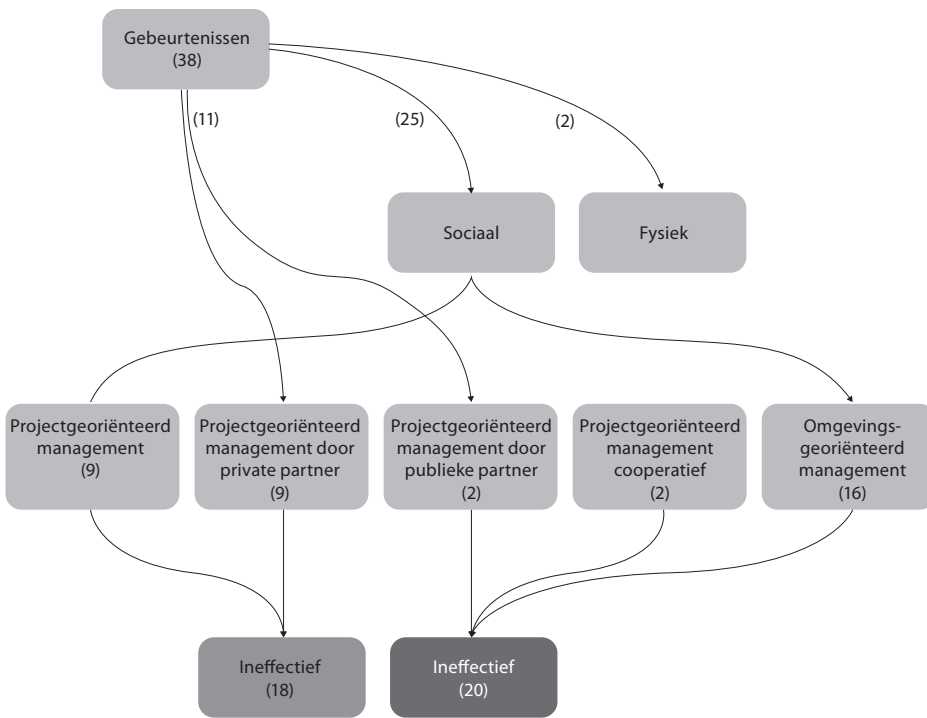 Gebeurtenissen
(38)
(11)
(25)
(2)
Sociaal
Fysiek
Projectgeoriënteerd
management
(9)
Projectgeoriënteerd
management door
private partner
(9)
Projectgeoriënteerd
management door
publieke partner
(2)
Projectgeoriënteerd
management
cooperatief
(2)
Omgevings-
georiënteerd
management
(16)
Ineffectief
(18)
Ineffectief
(20)